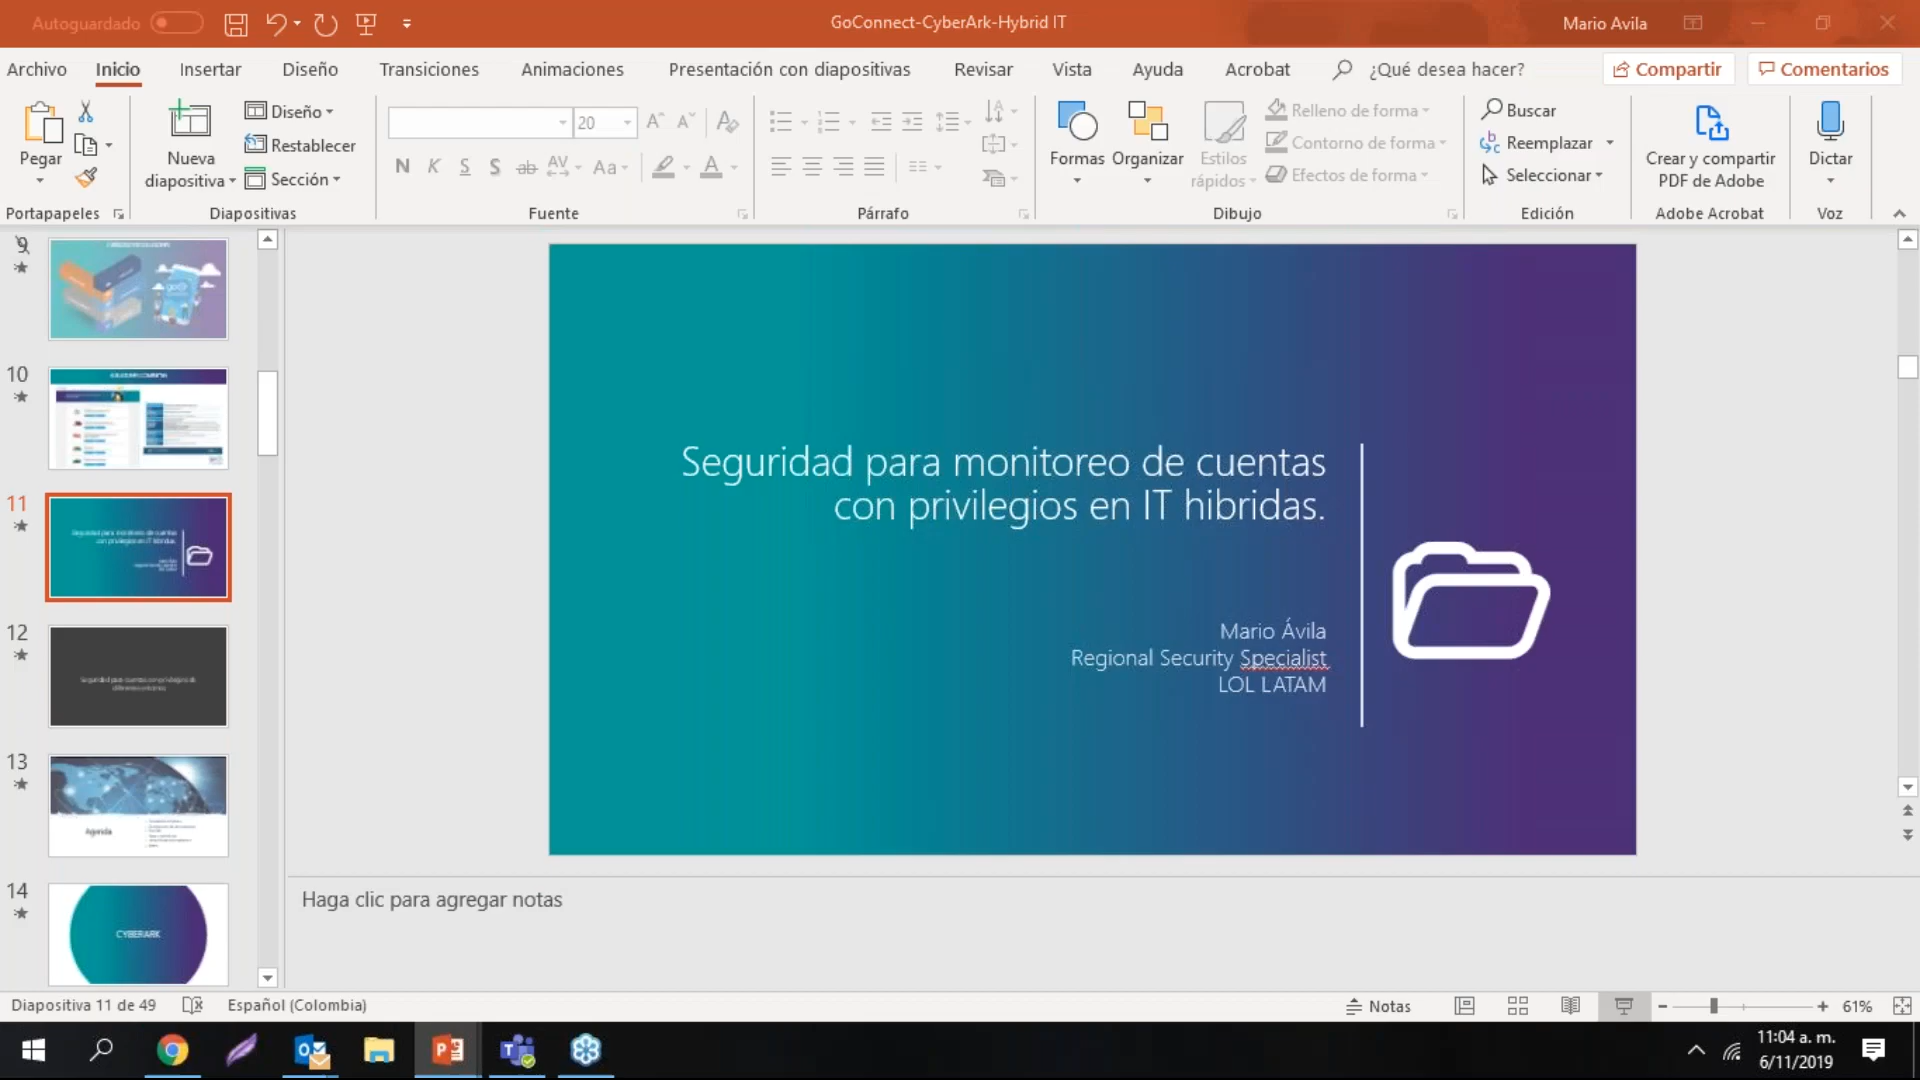 Autoguardado
GoConnect-CyberArk-Hybrid IT
Mario Avila
Archivo Inicio Insertar Diseño Transiciones Animaciones Presentación con diapositivas Revisar Vista Ayuda Acrobat ¿Qué desea hacer? Compartir Comentarios
Pegar
Nueva diapositiva
Diseño
Restablecer
Sección
20
N K S S ab AV Aa A
Formas Organizar Estilos rápidos
Relleno de forma
Contorno de forma
Efectos de forma
Buscar
Reemplazar
Seleccionar
Crear y compartir PDF de Adobe
Dictar
Portapapeles Diapositivas Fuente Párrafo Dibujo Edición Adobe Acrobat Voz
9
10
11
12
13
Agenda
14
CYBERARK
Seguridad para monitoreo de cuentas
con privilegios en IT hibridas.
Mario Ávila
Regional Security Specialist
LOL LATAM
Haga clic para agregar notas
Diapositiva 11 de 49 Español (Colombia) Notas 61%
11:04 a. m.
6/11/2019